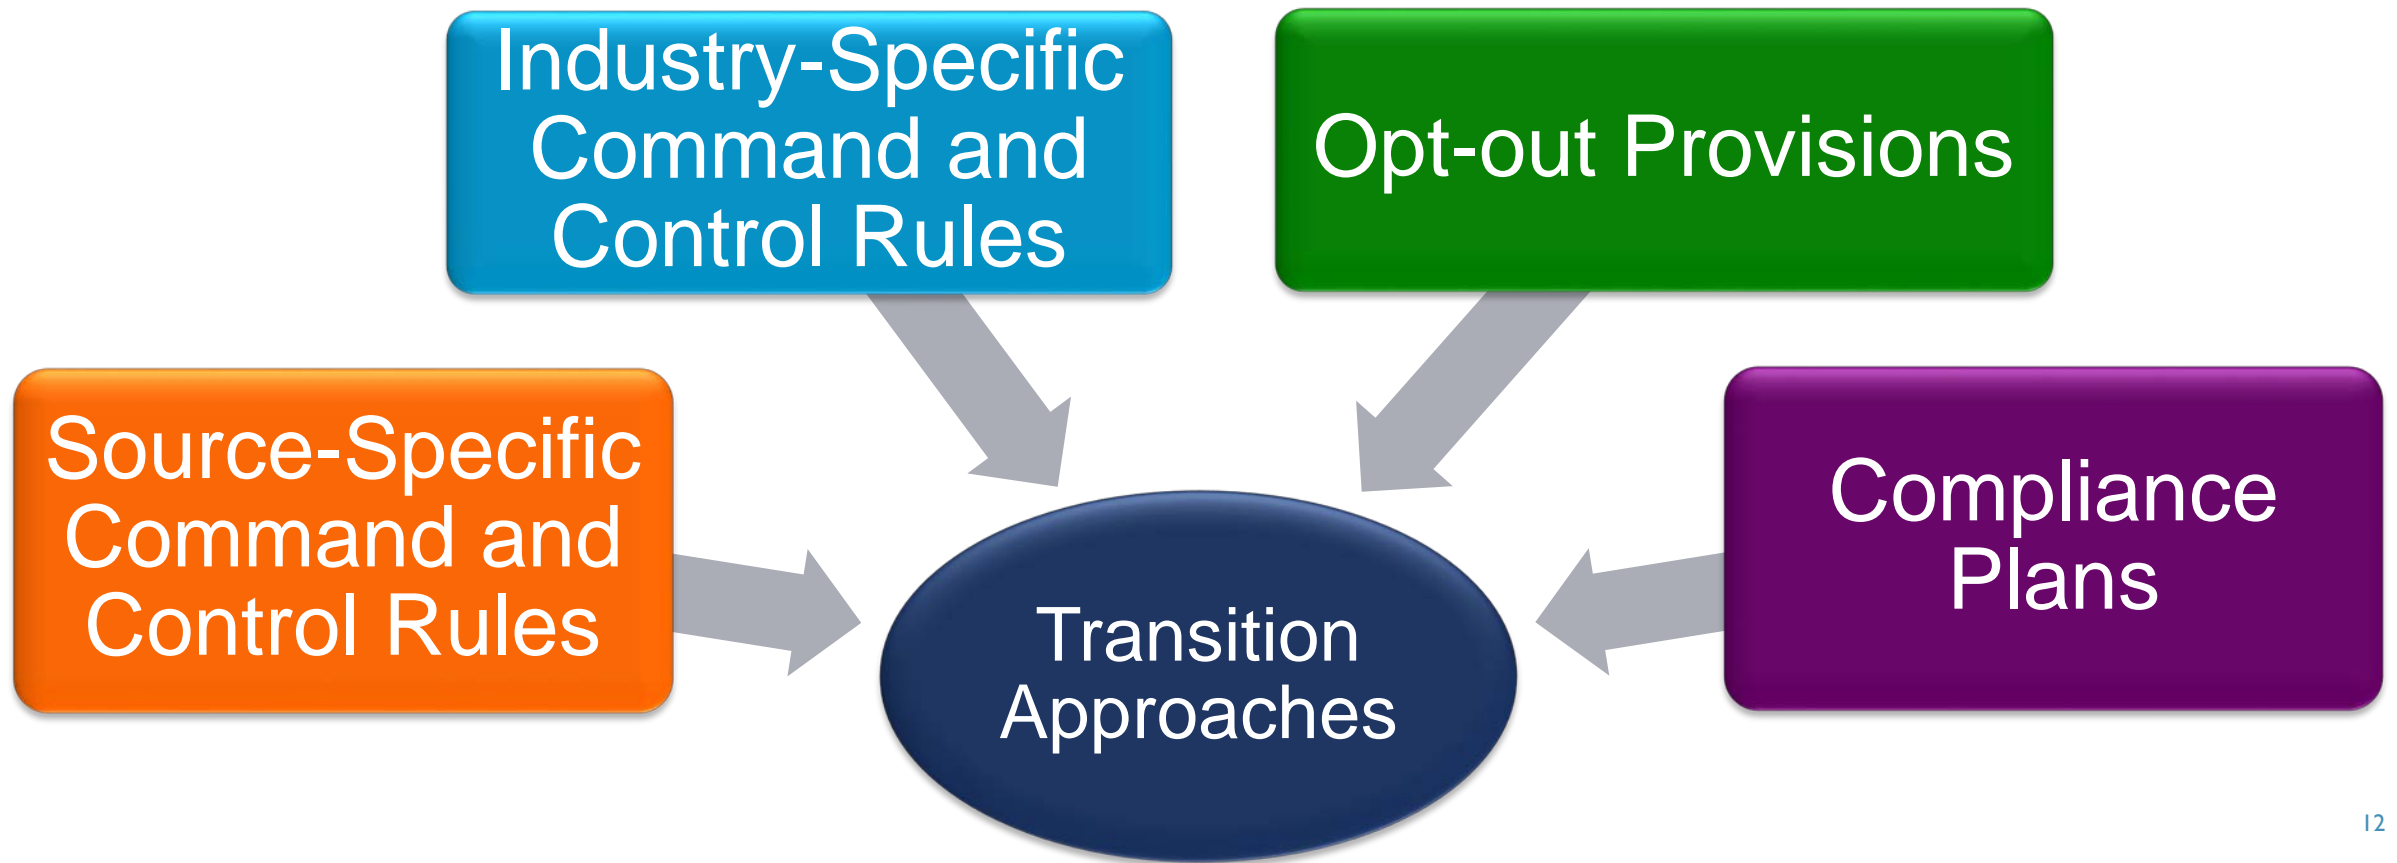 Industry-Specific
Command and
Control Rules
Opt-out Provisions
Source-Specific
Command and
Control Rules
Compliance
Plans
Transition
Approaches
12